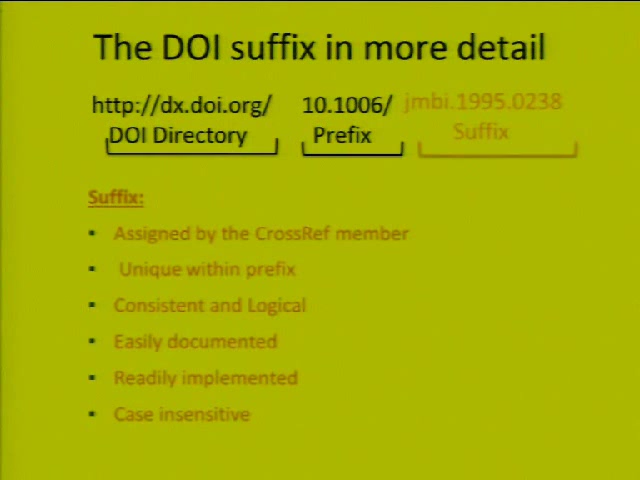 The DOI suffix in more detail
http://dx.doi.org/ 10.1006/ jmbi.1995.0238
DOI Directory Prefix Suffix
Suffix:
▪ Assigned by the CrossRef member
▪ Unique within prefix
▪ Consistent and Logical
▪ Easily documented
▪ Readily implemented
▪ Case insensitive